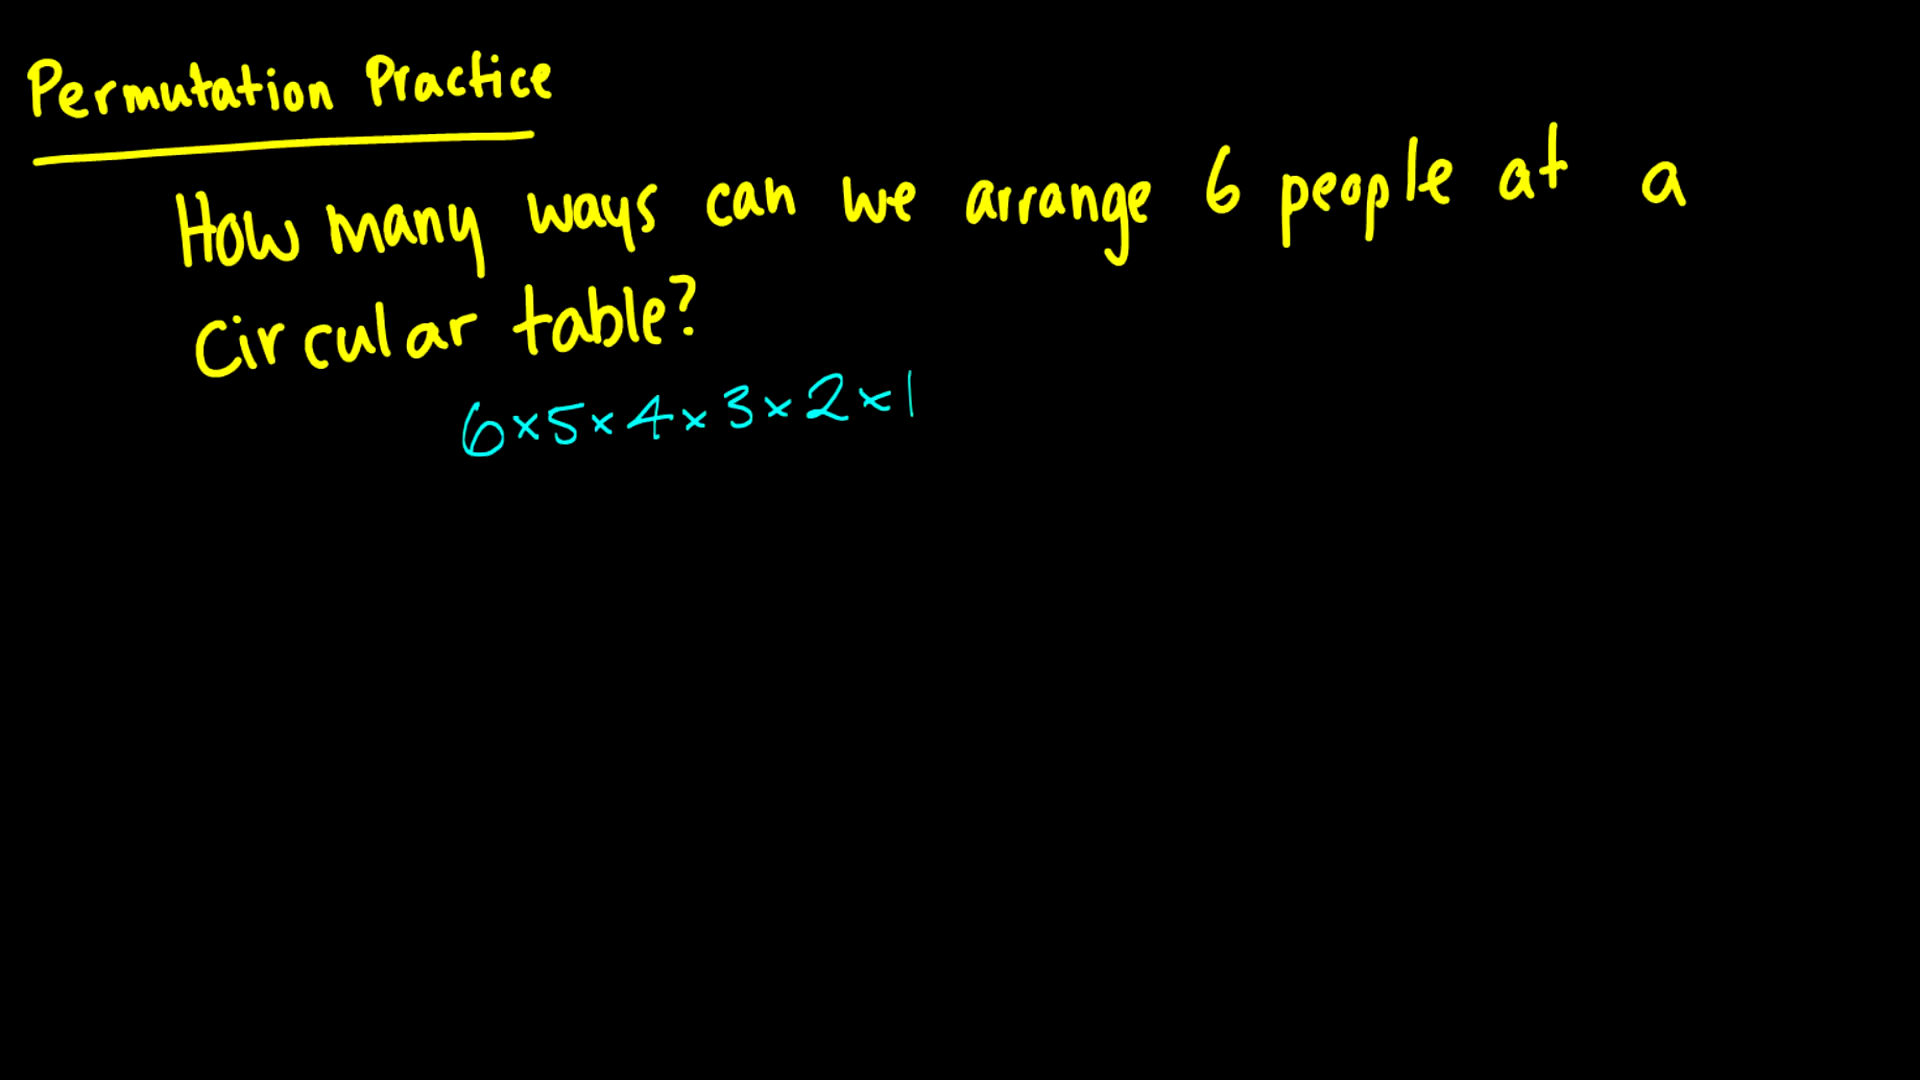 Permutation Practice
How many ways can we arrange 6 people at a
circular table?
6×5×4×3×2×1